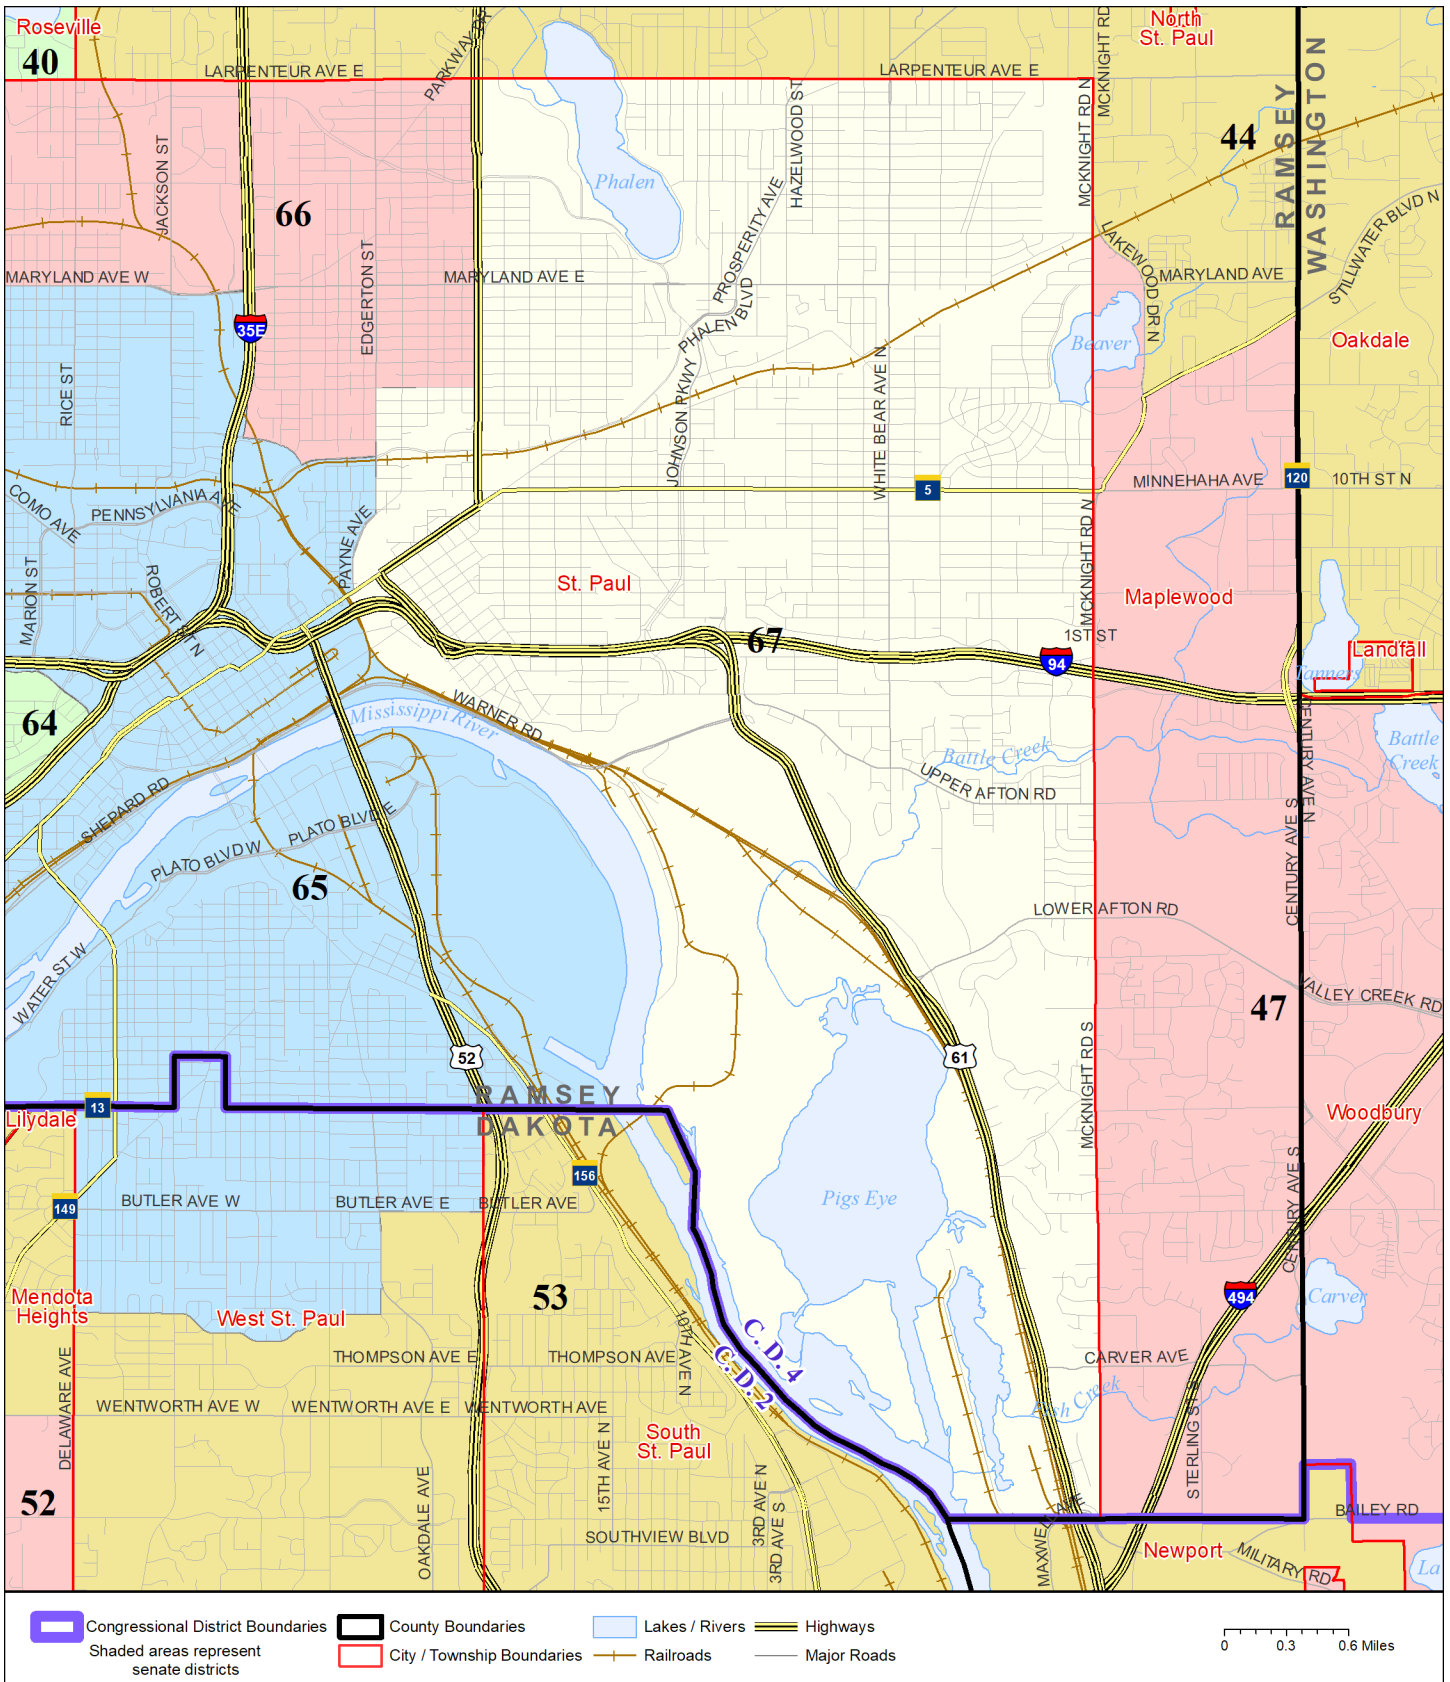 Roseville
40
LARPENTEUR AVE E
PARKWAY DR
LARPENTEUR AVE E
MCKNIGHT RD
North
St. Paul
RAMSEY
WASHINGTON
44
JACKSON ST
66
Phalen
HAZELWOOD ST
MCKNIGHT RD N
PROSPERITY AVE
STILLWATER BLVD N
MARYLAND AVE W
EDGERTON ST
MARYLAND AVE E
LAKEWOOD DR N
MARYLAND AVE
35E
PHALEN BLVD
Beaver
Oakdale
RICE ST
JOHNSON PKWY
WHITE BEAR AVE N
COMO AVE
PENNSYLVANIA AVE
5
MINNEHAHA AVE
120
10TH ST N
MARION ST
ROBERT ST N
PAYNE AVE
St. Paul
MCKNIGHT RD N
Maplewood
67
1ST ST
94
Landfall
Tanners
64
WARNER RD
Mississippi River
Battle Creek
Battle
Creek
UPPER AFTON RD
CENTURY AVE N
SHEPARD RD
PLATO BLVD W
PLATO BLVD E
65
CENTURY AVE S
LOWER AFTON RD
WATER ST W
VALLEY CREEK RD
47
52
61
MCKNIGHT RD S
RAMSEY
DAKOTA
Lilydale
13
Woodbury
156
149
BUTLER AVE W
BUTLER AVE E
BUTLER AVE
Pigs Eye
CENTURY AVE S
Mendota
Heights
West St. Paul
53
10TH AVE N
494
Carver
C. D. 4
C. D. 2
DELAWARE AVE
THOMPSON AVE E
THOMPSON AVE
CARVER AVE
Fish Creek
WENTWORTH AVE W
WENTWORTH AVE E
WENTWORTH AVE
STERLING ST S
South
St. Paul
52
OAKDALE AVE
15TH AVE N
3RD AVE N
3RD AVE S
SOUTHVIEW BLVD
MAXWELL AVE
BAILEY RD
Newport
MILITARY RD
La
Congressional District Boundaries
County Boundaries
Lakes / Rivers
Highways
Shaded areas represent
senate districts
City / Township Boundaries
Railroads
Major Roads
0 0.3 0.6 Miles